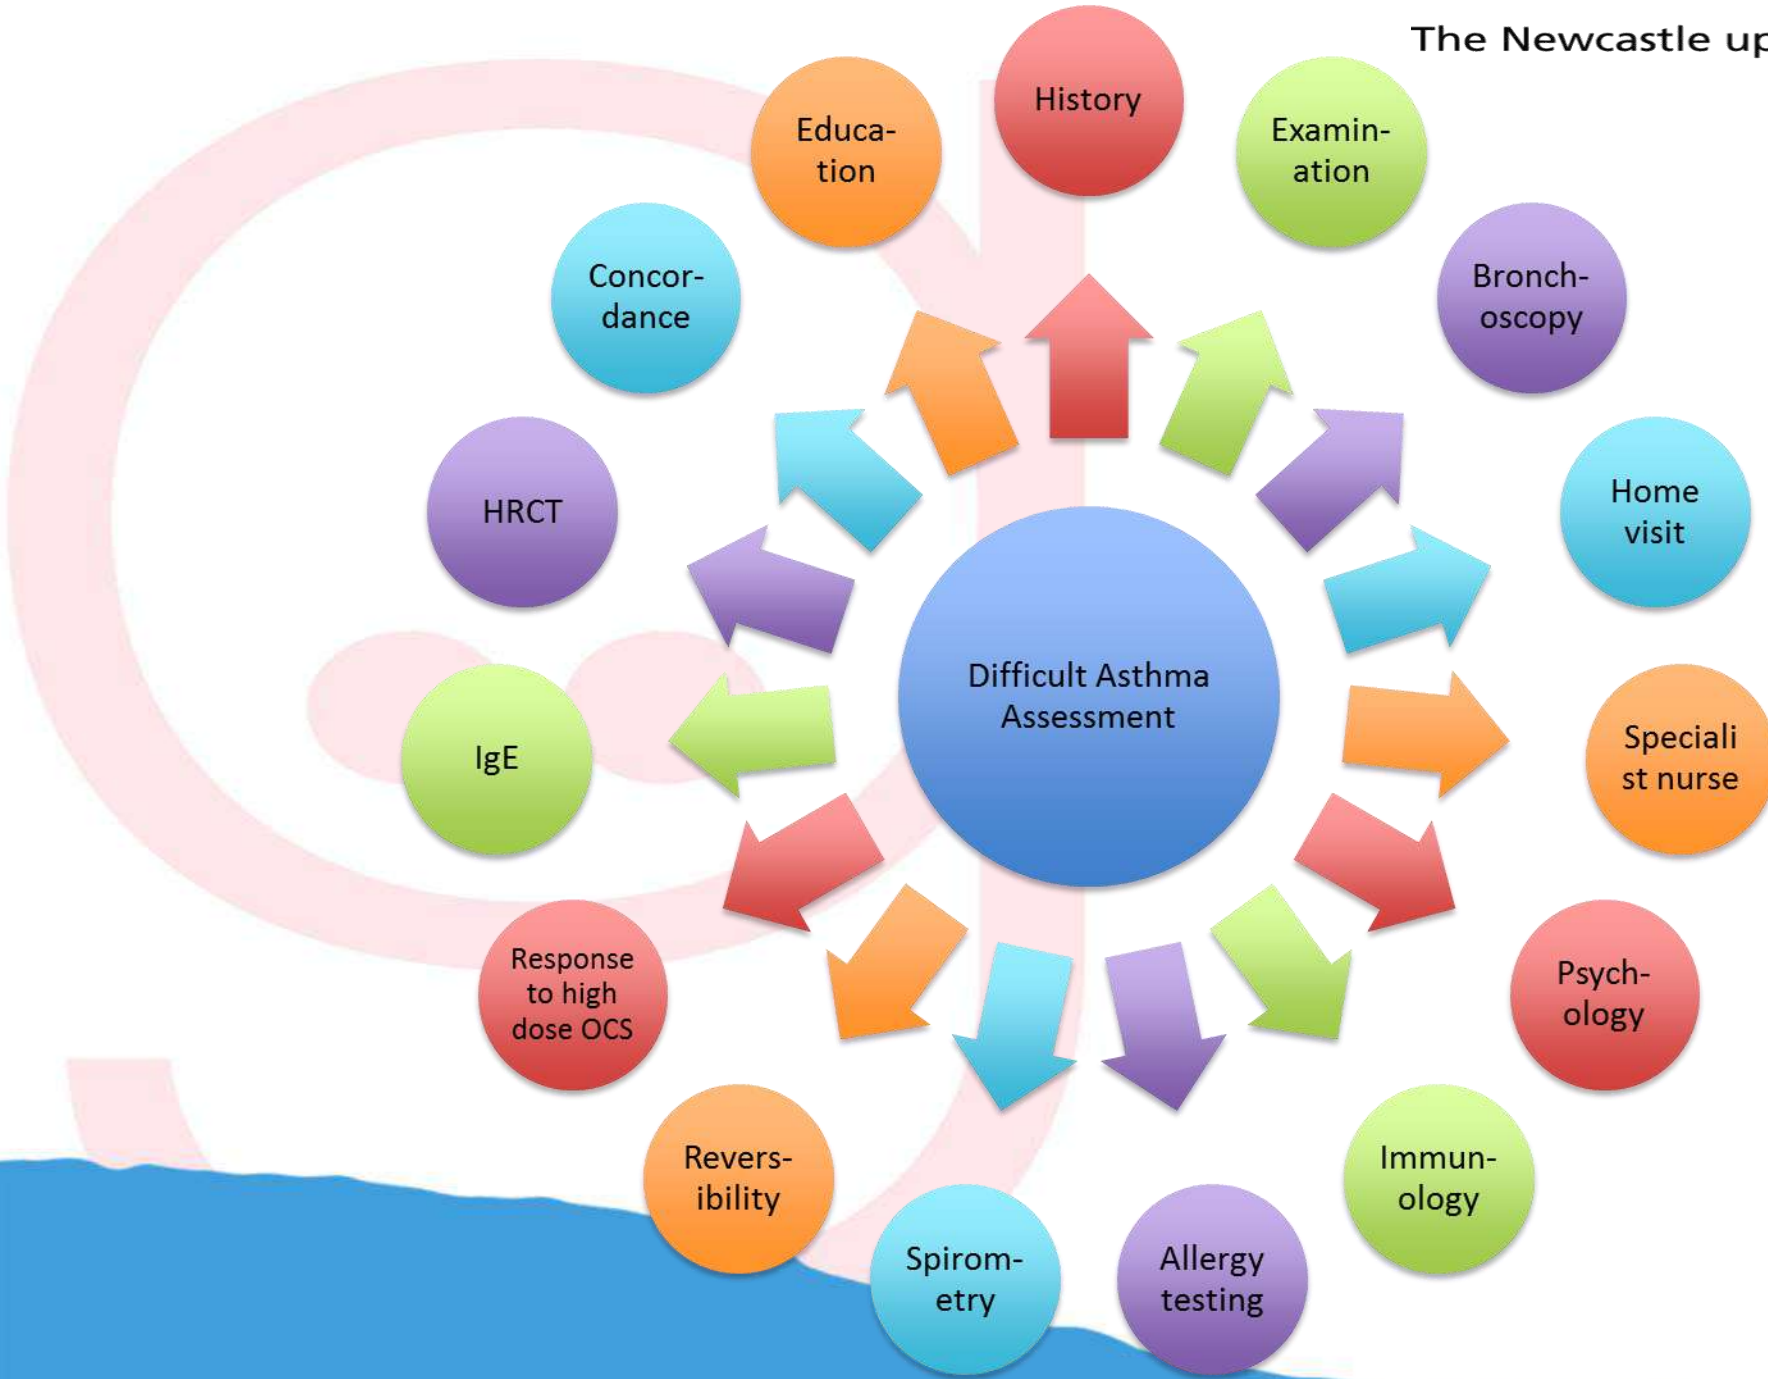 The Newcastle up
History
Examin-
ation
Bronch-
oscopy
Home
visit
Speciali
st nurse
Psych-
ology
Immun-
ology
Allergy
testing
Spirom-
etry
Revers-
ibility
Response
to high
dose OCS
IgE
HRCT
Concor-
dance
Educa-
tion
Difficult Asthma
Assessment